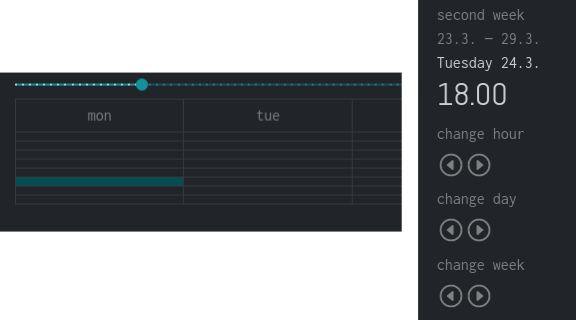 mon
tue
second week
23.3. – 29.3.
Tuesday 24.3.
18.00
change hour
change day
change week